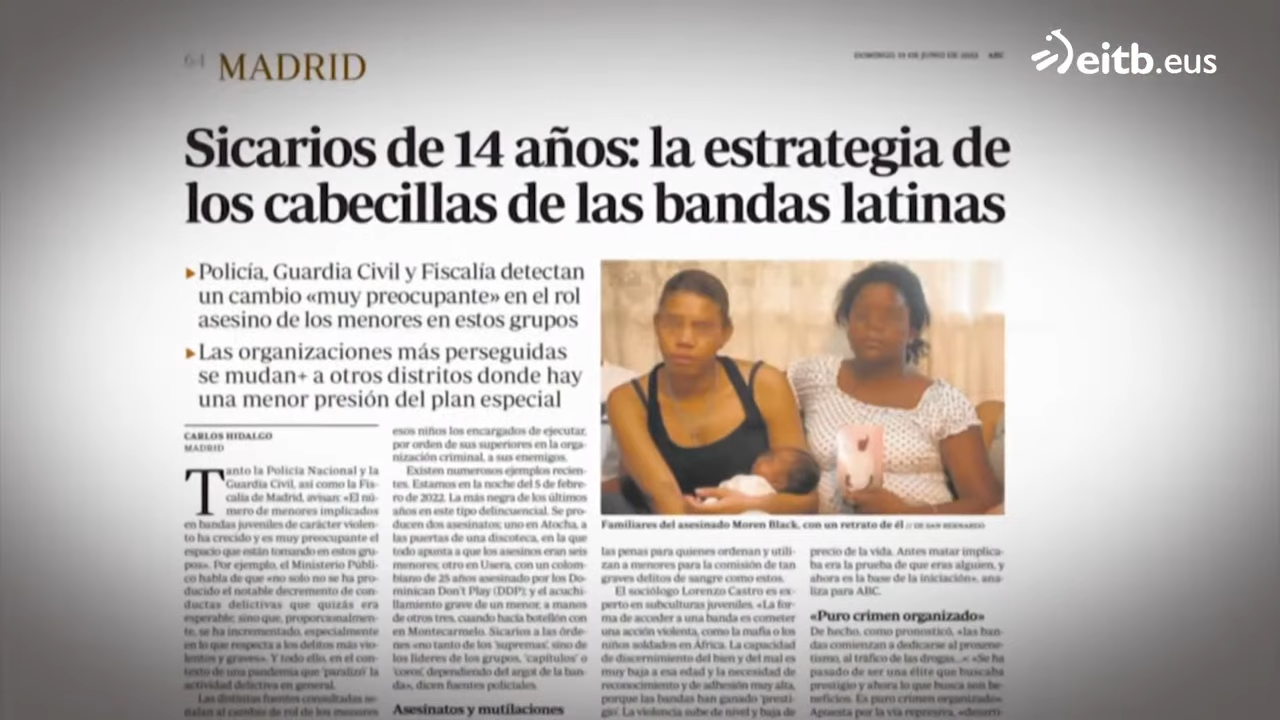 64 MADRID
DOMINGO 19 DE JUNIO DE 2022 ABC
eitb.eus
Sicarios de 14 años: la estrategia de
los cabecillas de las bandas latinas
Policía, Guardia Civil y Fiscalía detectan
un cambio «muy preocupante» en el rol
asesino de los menores en estos grupos
Las organizaciones más perseguidas
se mudan+ a otros distritos donde hay
una menor presión del plan especial
CARLOS HIDALGO
MADRID
Tanto la Policía Nacional y la
Guardia Civil, así como la Fis-
calía de Madrid, avisan: «El nú-
mero de menores implicados
en bandas juveniles de carácter violen-
to ha crecido y es muy preocupante el
espacio que están tomando en estos gru-
pos». Por ejemplo, el Ministerio Públi-
co habla de que «no solo no se ha pro-
ducido el notable decremento de con-
ductas delictivas que quizás era
esperable, sino que, proporcionalmen-
te, se ha incrementado, especialmente
en lo que respecta a los delitos más vio-
lentos y graves». Y todo ello, en el con-
texto de una pandemia que 'paralizó' la
actividad delictiva en general.
Las distintas fuentes consultadas se-
ñalan al cambio de rol de los menores
esos niños los encargados de ejecutar,
por orden de sus superiores en la orga-
nización criminal, a sus enemigos.
Existen numerosos ejemplos recien-
tes. Estamos en la noche del 5 de febre-
ro de 2022. La más negra de los últimos
años en este tipo delincuencial. Se pro-
ducen dos asesinatos; uno en Atocha, a
las puertas de una discoteca, en la que
todo apunta a que los asesinos eran seis
menores; otro en Usera, con un colom-
biano de 25 años asesinado por los Do-
minican Don't Play (DDP); y el acuchi-
llamiento grave de un menor, a manos
de otros tres, cuando hacía botellón con
en Montecarmelo. Sicarios a las órde-
nes «no tanto de los 'supremas', sino de
los líderes de los grupos, 'capítulos' o
'coros', dependiendo del argot de la ban-
da», dicen fuentes policiales.
Asesinatos y mutilaciones
Familiares del asesinado Moren Black, con un retrato de él // DE SAN BERNARDO
las penas para quienes ordenan y utili-
zan a menores para la comisión de tan
graves delitos de sangre como estos.
El sociólogo Lorenzo Castro es ex-
perto en subculturas juveniles. «La for-
ma de acceder a una banda es cometer
una acción violenta, como la mafia o los
niños soldados en África. La capacidad
de discernimiento del bien y del mal es
muy baja a esa edad y la necesidad de
reconocimiento y de adhesión muy alta,
porque las bandas han ganado 'presti-
gio'. La violencia sube de nivel y baja de
precio de la vida. Antes matar implica-
ba era la prueba de que eras alguien, y
ahora es la base de la iniciación», ana-
liza para ABC.
«Puro crimen organizado»
De hecho, como pronosticó, «las ban-
das comienzan a dedicarse al proxene-
tismo, al tráfico de las drogas...». «Se ha
pasado de ser una élite que buscaba
prestigio y ahora lo que busca son be-
neficios. Es puro crimen organizado».
Apuesta por la vía represiva, «desarti-